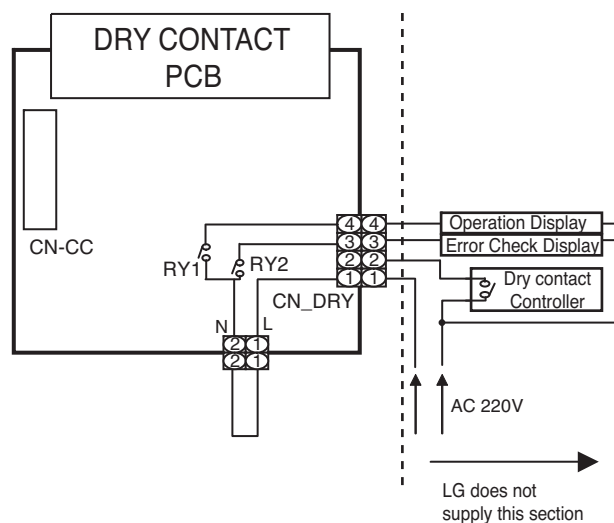 DRY CONTACT
PCB
CN-CC
RY1
RY2
4 4
3 3
2 2
1 1
CN_DRY
N
L
2 1
2 1
Operation Display
Error Check Display
Dry contact
Controller
AC 220V
LG does not
supply this section